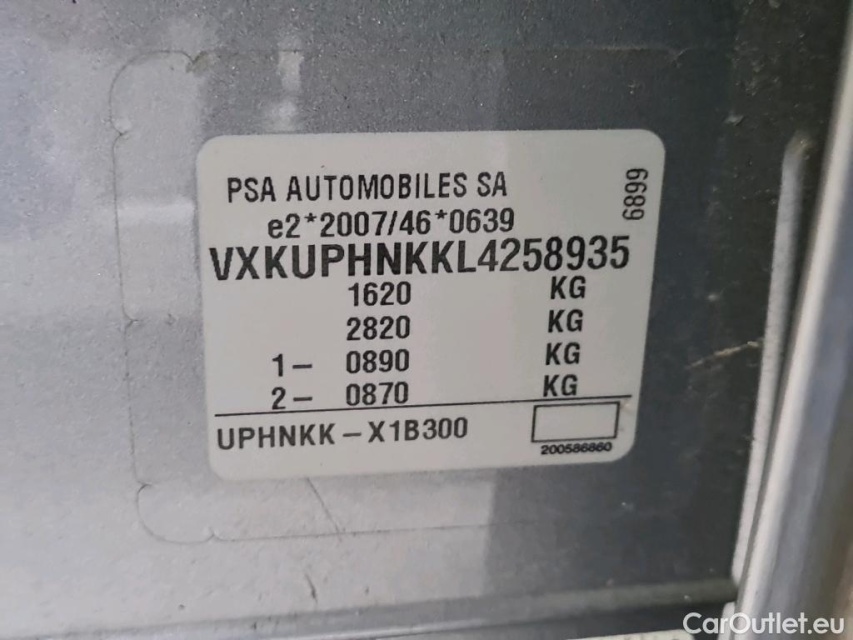 PSA AUTOMOBILES SA
6899
e2*2007/46*0639
VXKUPHNKKL4258935
1620 KG
2820 KG
1- 0890 KG
2- 0870 KG
UPHNKK-X1B300
200586860
CarOutlet.eu